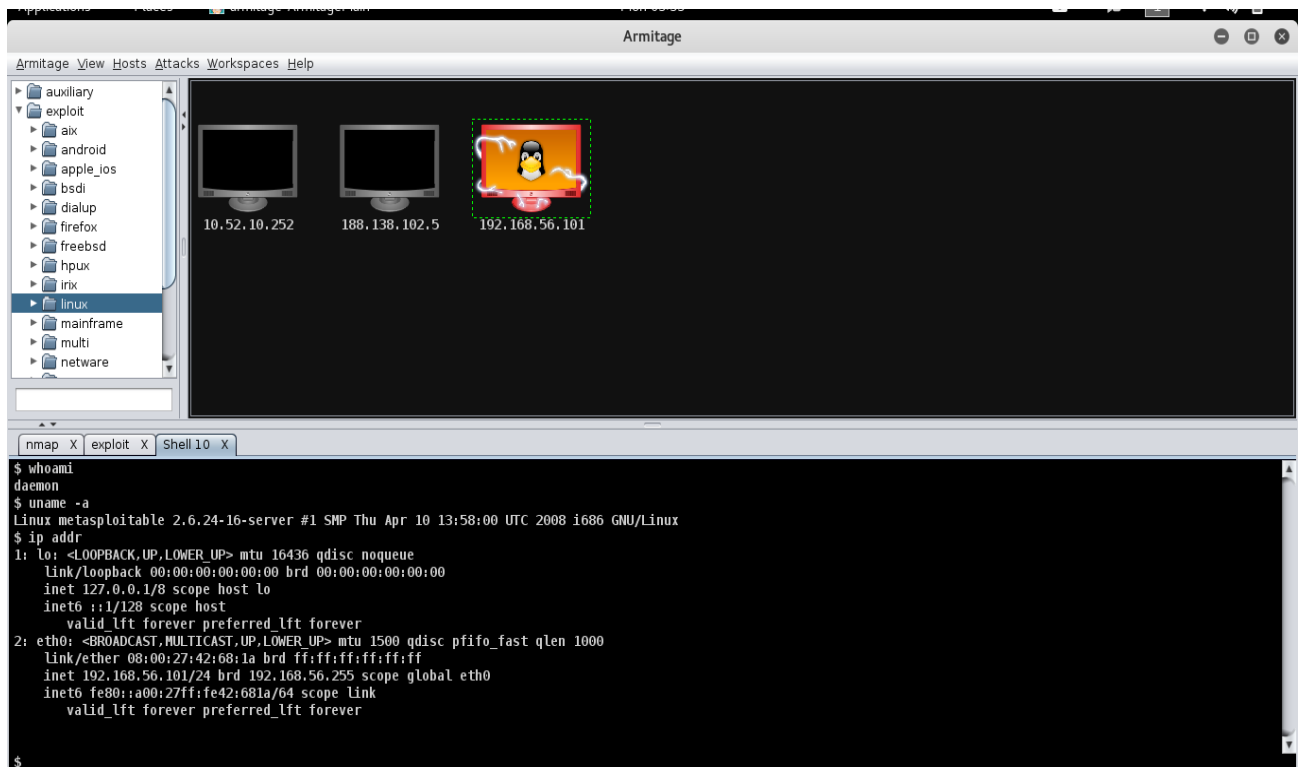 Armitage
Armitage View Hosts Attacks Workspaces Help
auxiliary
exploit
aix
android
apple_ios
bsdi
dialup
firefox
freebsd
hpux
irix
linux
mainframe
multi
netware
10.52.10.252
188.138.102.5
192.168.56.101
nmap X exploit X Shell 10 X
$ whoami
daemon
$ uname -a
Linux metasploitable 2.6.24-16-server #1 SMP Thu Apr 10 13:58:00 UTC 2008 i686 GNU/Linux
$ ip addr
1: lo: <LOOPBACK,UP,LOWER_UP> mtu 16436 qdisc noqueue
link/loopback 00:00:00:00:00:00 brd 00:00:00:00:00:00
inet 127.0.0.1/8 scope host lo
inet6 ::1/128 scope host
valid_lft forever preferred_lft forever
2: eth0: <BROADCAST,MULTICAST,UP,LOWER_UP> mtu 1500 qdisc pfifo_fast qlen 1000
link/ether 08:00:27:42:68:1a brd ff:ff:ff:ff:ff:ff
inet 192.168.56.101/24 brd 192.168.56.255 scope global eth0
inet6 fe80::a00:27ff:fe42:681a/64 scope link
valid_lft forever preferred_lft forever
$